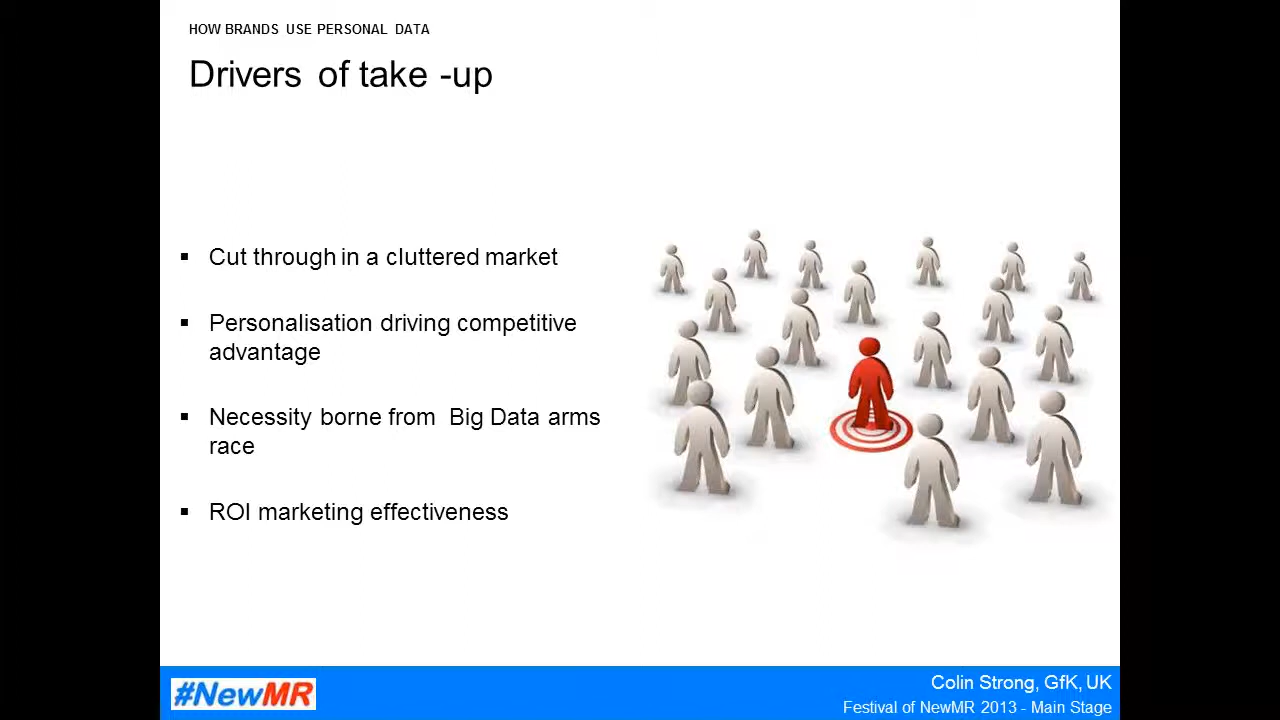 HOW BRANDS USE PERSONAL DATA
Drivers of take -up
Cut through in a cluttered market
Personalisation driving competitive
advantage
Necessity borne from Big Data arms
race
ROI marketing effectiveness
#NewMR
Colin Strong, GfK, UK
Festival of NewMR 2013 - Main Stage